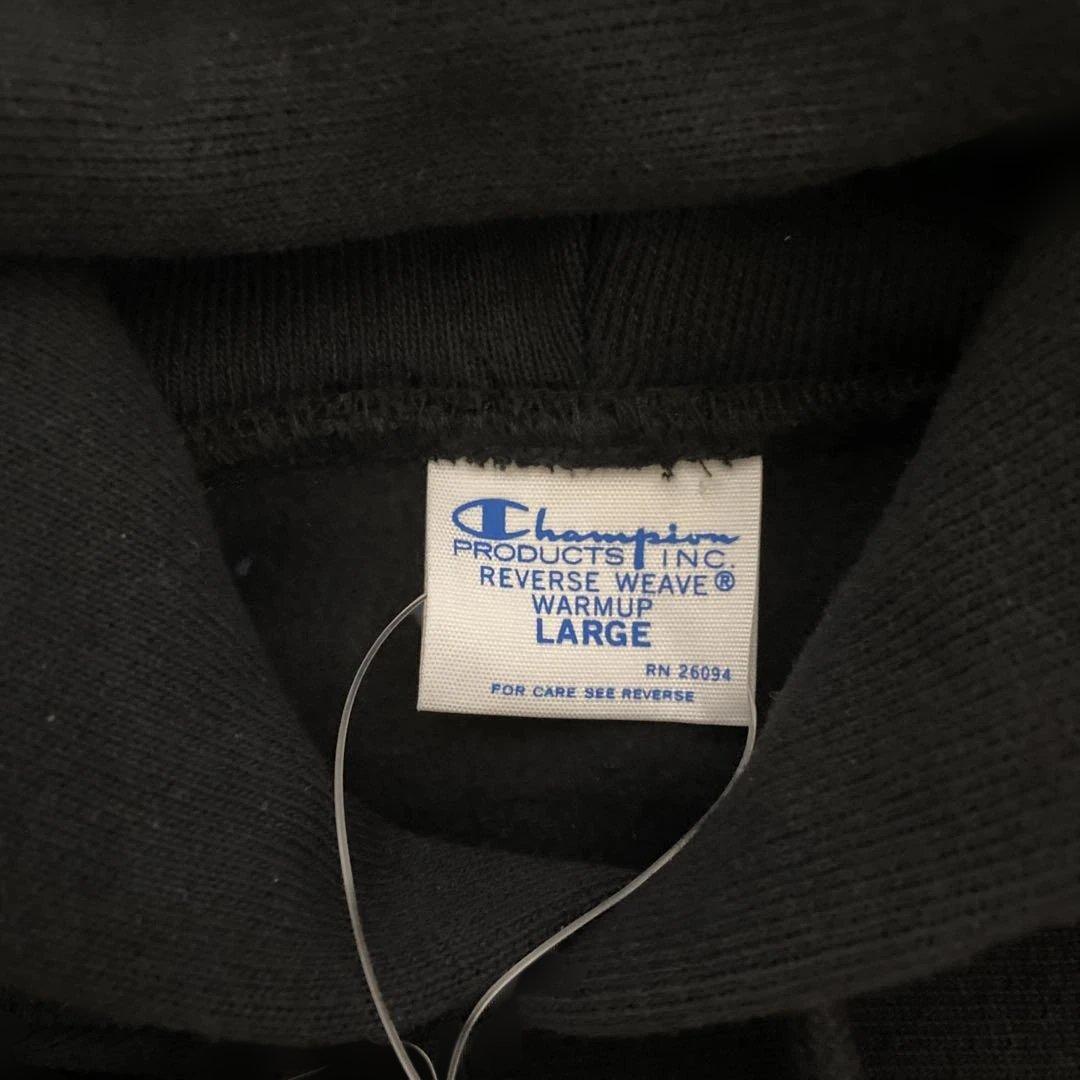 Champion
PRODUCTS INC.
REVERSE WEAVE®
WARMUP
LARGE
RN 26094
FOR CARE SEE REVERSE